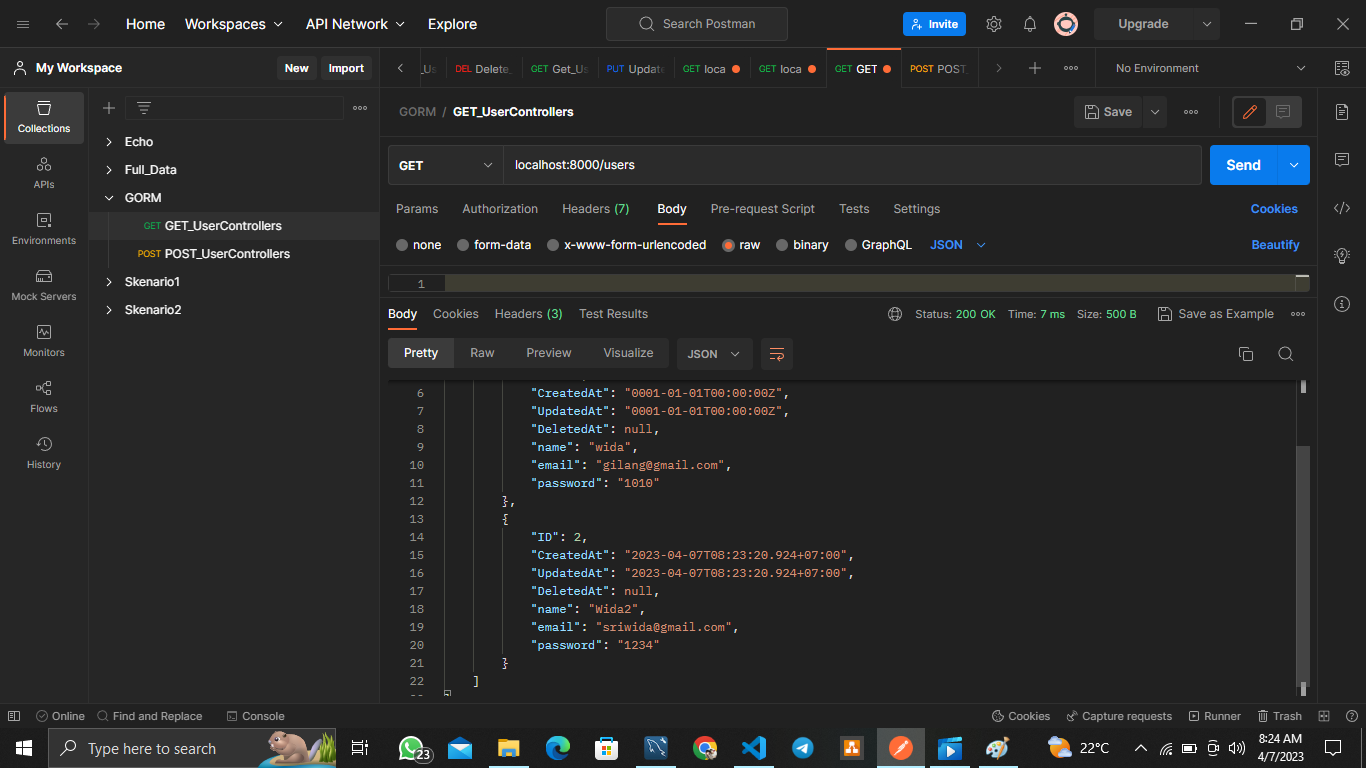 Home Workspaces API Network Explore Search Postman Invite Upgrade
My Workspace New Import
_Us DEL Delete_ GET Get_Us PUT Update GET loca GET loca GET GET POST POST_ No Environment
Collections
APIs
Environments
Mock Servers
Monitors
Flows
History
Echo
Full_Data
GORM
GET GET_UserControllers
POST POST_UserControllers
Skenario1
Skenario2
GORM / GET_UserControllers Save
GET localhost:8000/users Send
Params Authorization Headers (7) Body Pre-request Script Tests Settings Cookies
none form-data x-www-form-urlencoded raw binary GraphQL JSON Beautify
1
Body Cookies Headers (3) Test Results Status: 200 OK Time: 7 ms Size: 500 B Save as Example
Pretty Raw Preview Visualize JSON
6 "CreatedAt": "0001-01-01T00:00:00Z",
7 "UpdatedAt": "0001-01-01T00:00:00Z",
8 "DeletedAt": null,
9 "name": "wida",
10 "email": "gilang@gmail.com",
11 "password": "1010"
12 },
13 {
14 "ID": 2,
15 "CreatedAt": "2023-04-07T08:23:20.924+07:00",
16 "UpdatedAt": "2023-04-07T08:23:20.924+07:00",
17 "DeletedAt": null,
18 "name": "Wida2",
19 "email": "sriwida@gmail.com",
20 "password": "1234"
21 }
22 ]
Online Find and Replace Console Cookies Capture requests Runner Trash
Type here to search 23 22°C 8:24 AM
4/7/2023